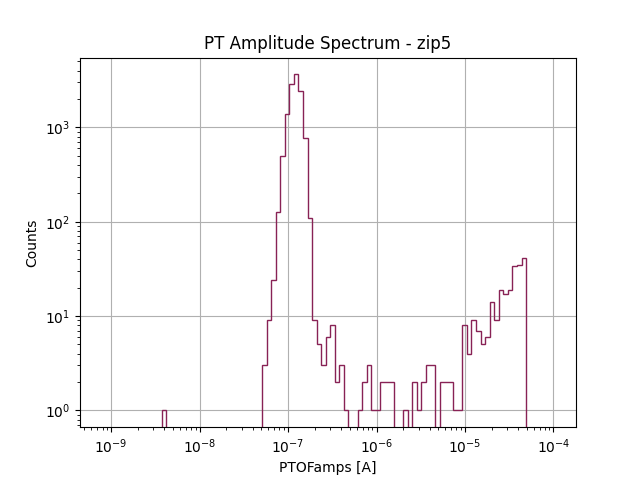 PT Amplitude Spectrum - zip5
Counts
10³
10²
10¹
10⁰
10⁻⁹ 10⁻⁸ 10⁻⁷ 10⁻⁶ 10⁻⁵ 10⁻⁴
PTOFamps [A]